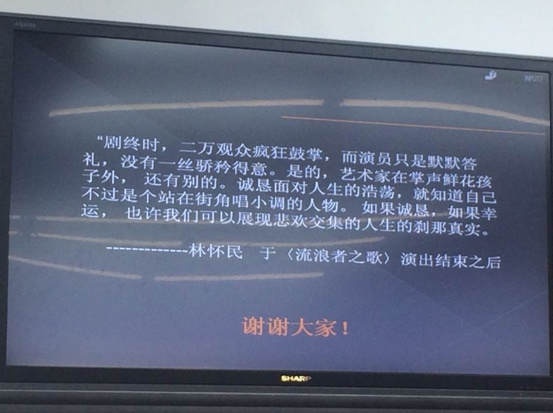 “剧终时，二万观众疯狂鼓掌，而演员只是默默答
礼，没有一丝骄矜得意。是的，艺术家在掌声鲜花孩
子外， 还有别的。诚恳面对人生的浩荡，就知道自己
不过是个站在街角唱小调的人物。 如果诚恳，如果幸
运， 也许我们可以展现悲欢交集的人生的刹那真实。
-------------林怀民 于〈流浪者之歌〉演出结束之后
谢谢大家！
SHARP